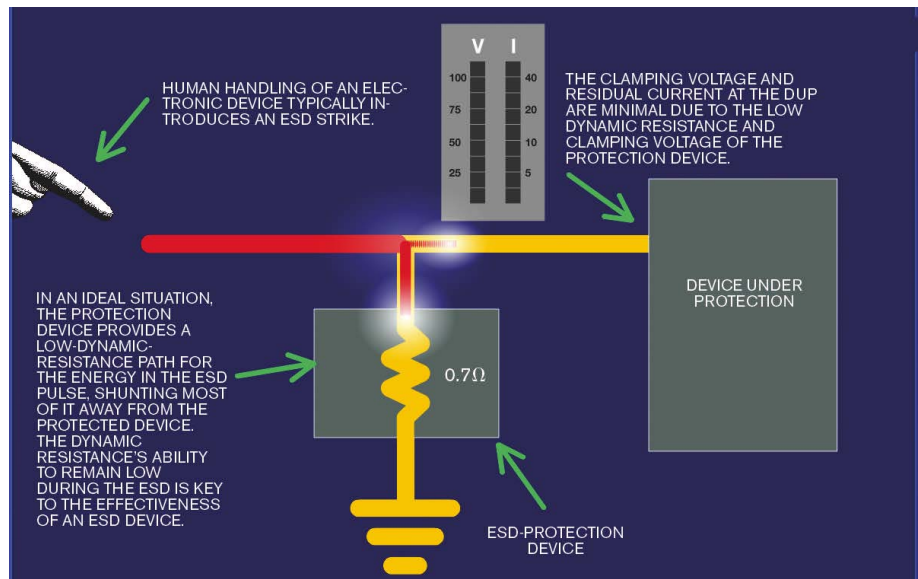 HUMAN HANDLING OF AN ELEC-
TRONIC DEVICE TYPICALLY IN-
TRODUCES AN ESD STRIKE.
V I
100 40
75 20
50 10
25 5
THE CLAMPING VOLTAGE AND
RESIDUAL CURRENT AT THE DUP
ARE MINIMAL DUE TO THE LOW
DYNAMIC RESISTANCE AND
CLAMPING VOLTAGE OF THE
PROTECTION DEVICE.
DEVICE UNDER
PROTECTION
IN AN IDEAL SITUATION,
THE PROTECTION
DEVICE PROVIDES A
LOW-DYNAMIC-
RESISTANCE PATH FOR
THE ENERGY IN THE ESD
PULSE, SHUNTING MOST
OF IT AWAY FROM THE
PROTECTED DEVICE.
THE DYNAMIC
RESISTANCE'S ABILITY
TO REMAIN LOW
DURING THE ESD IS KEY
TO THE EFFECTIVENESS
OF AN ESD DEVICE.
0.7Ω
ESD-PROTECTION
DEVICE